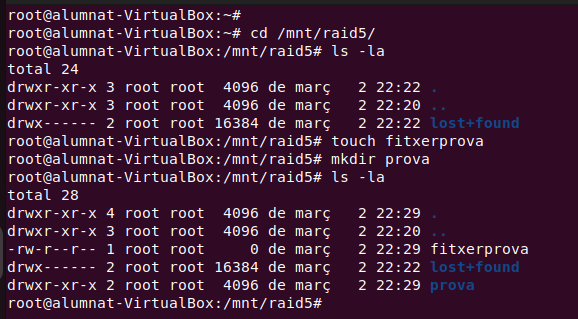 root@alumnat-VirtualBox:~#
root@alumnat-VirtualBox:~# cd /mnt/raid5/
root@alumnat-VirtualBox:/mnt/raid5# ls -la
total 24
drwxr-xr-x 3 root root  4096 de març   2 22:22 .
drwxr-xr-x 3 root root  4096 de març   2 22:20 ..
drwx------ 2 root root 16384 de març   2 22:22 lost+found
root@alumnat-VirtualBox:/mnt/raid5# touch fitxerprova
root@alumnat-VirtualBox:/mnt/raid5# mkdir prova
root@alumnat-VirtualBox:/mnt/raid5# ls -la
total 28
drwxr-xr-x 4 root root  4096 de març   2 22:29 .
drwxr-xr-x 3 root root  4096 de març   2 22:20 ..
-rw-r--r-- 1 root root     0 de març   2 22:29 fitxerprova
drwx------ 2 root root 16384 de març   2 22:22 lost+found
drwxr-xr-x 2 root root  4096 de març   2 22:29 prova
root@alumnat-VirtualBox:/mnt/raid5#